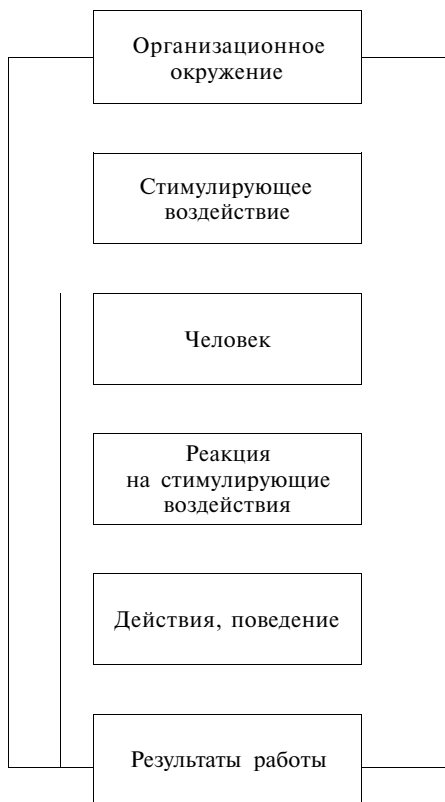 Организационное
окружение
Стимулирующее
воздействие
Человек
Реакция
на стимулирующие
воздействия
Действия, поведение
Результаты работы